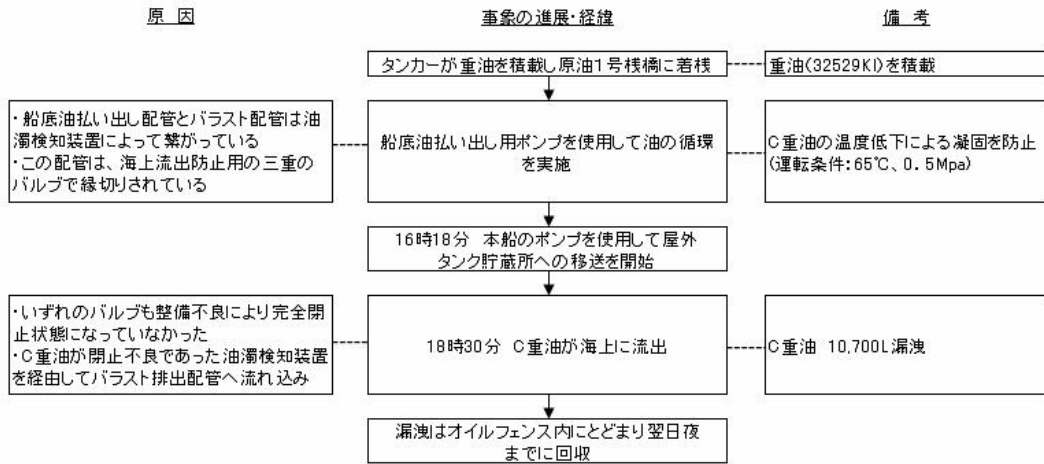 原 因
事象の進展・経緯
備 考
タンカーが重油を積載し原油1号桟橋に着桟
重油(32529Kl)を積載
・船底油払い出し配管とバラスト配管は油
濁検知装置によって繋がっている
・この配管は、海上流出防止用の三重の
バルブで縁切りされている
船底油払い出し用ポンプを使用して油の循環
を実施
C重油の温度低下による凝固を防止
(運転条件:65℃、0.5Mpa)
16時18分 本船のポンプを使用して屋外
タンク貯蔵所への移送を開始
・いずれのバルブも整備不良により完全閉
止状態になっていなかった
・C重油が閉止不良であった油濁検知装置
を経由してバラスト排出配管へ流れ込み
18時30分 C重油が海上に流出
C重油 10,700L漏洩
漏洩はオイルフェンス内にとどまり翌日夜
までに回収